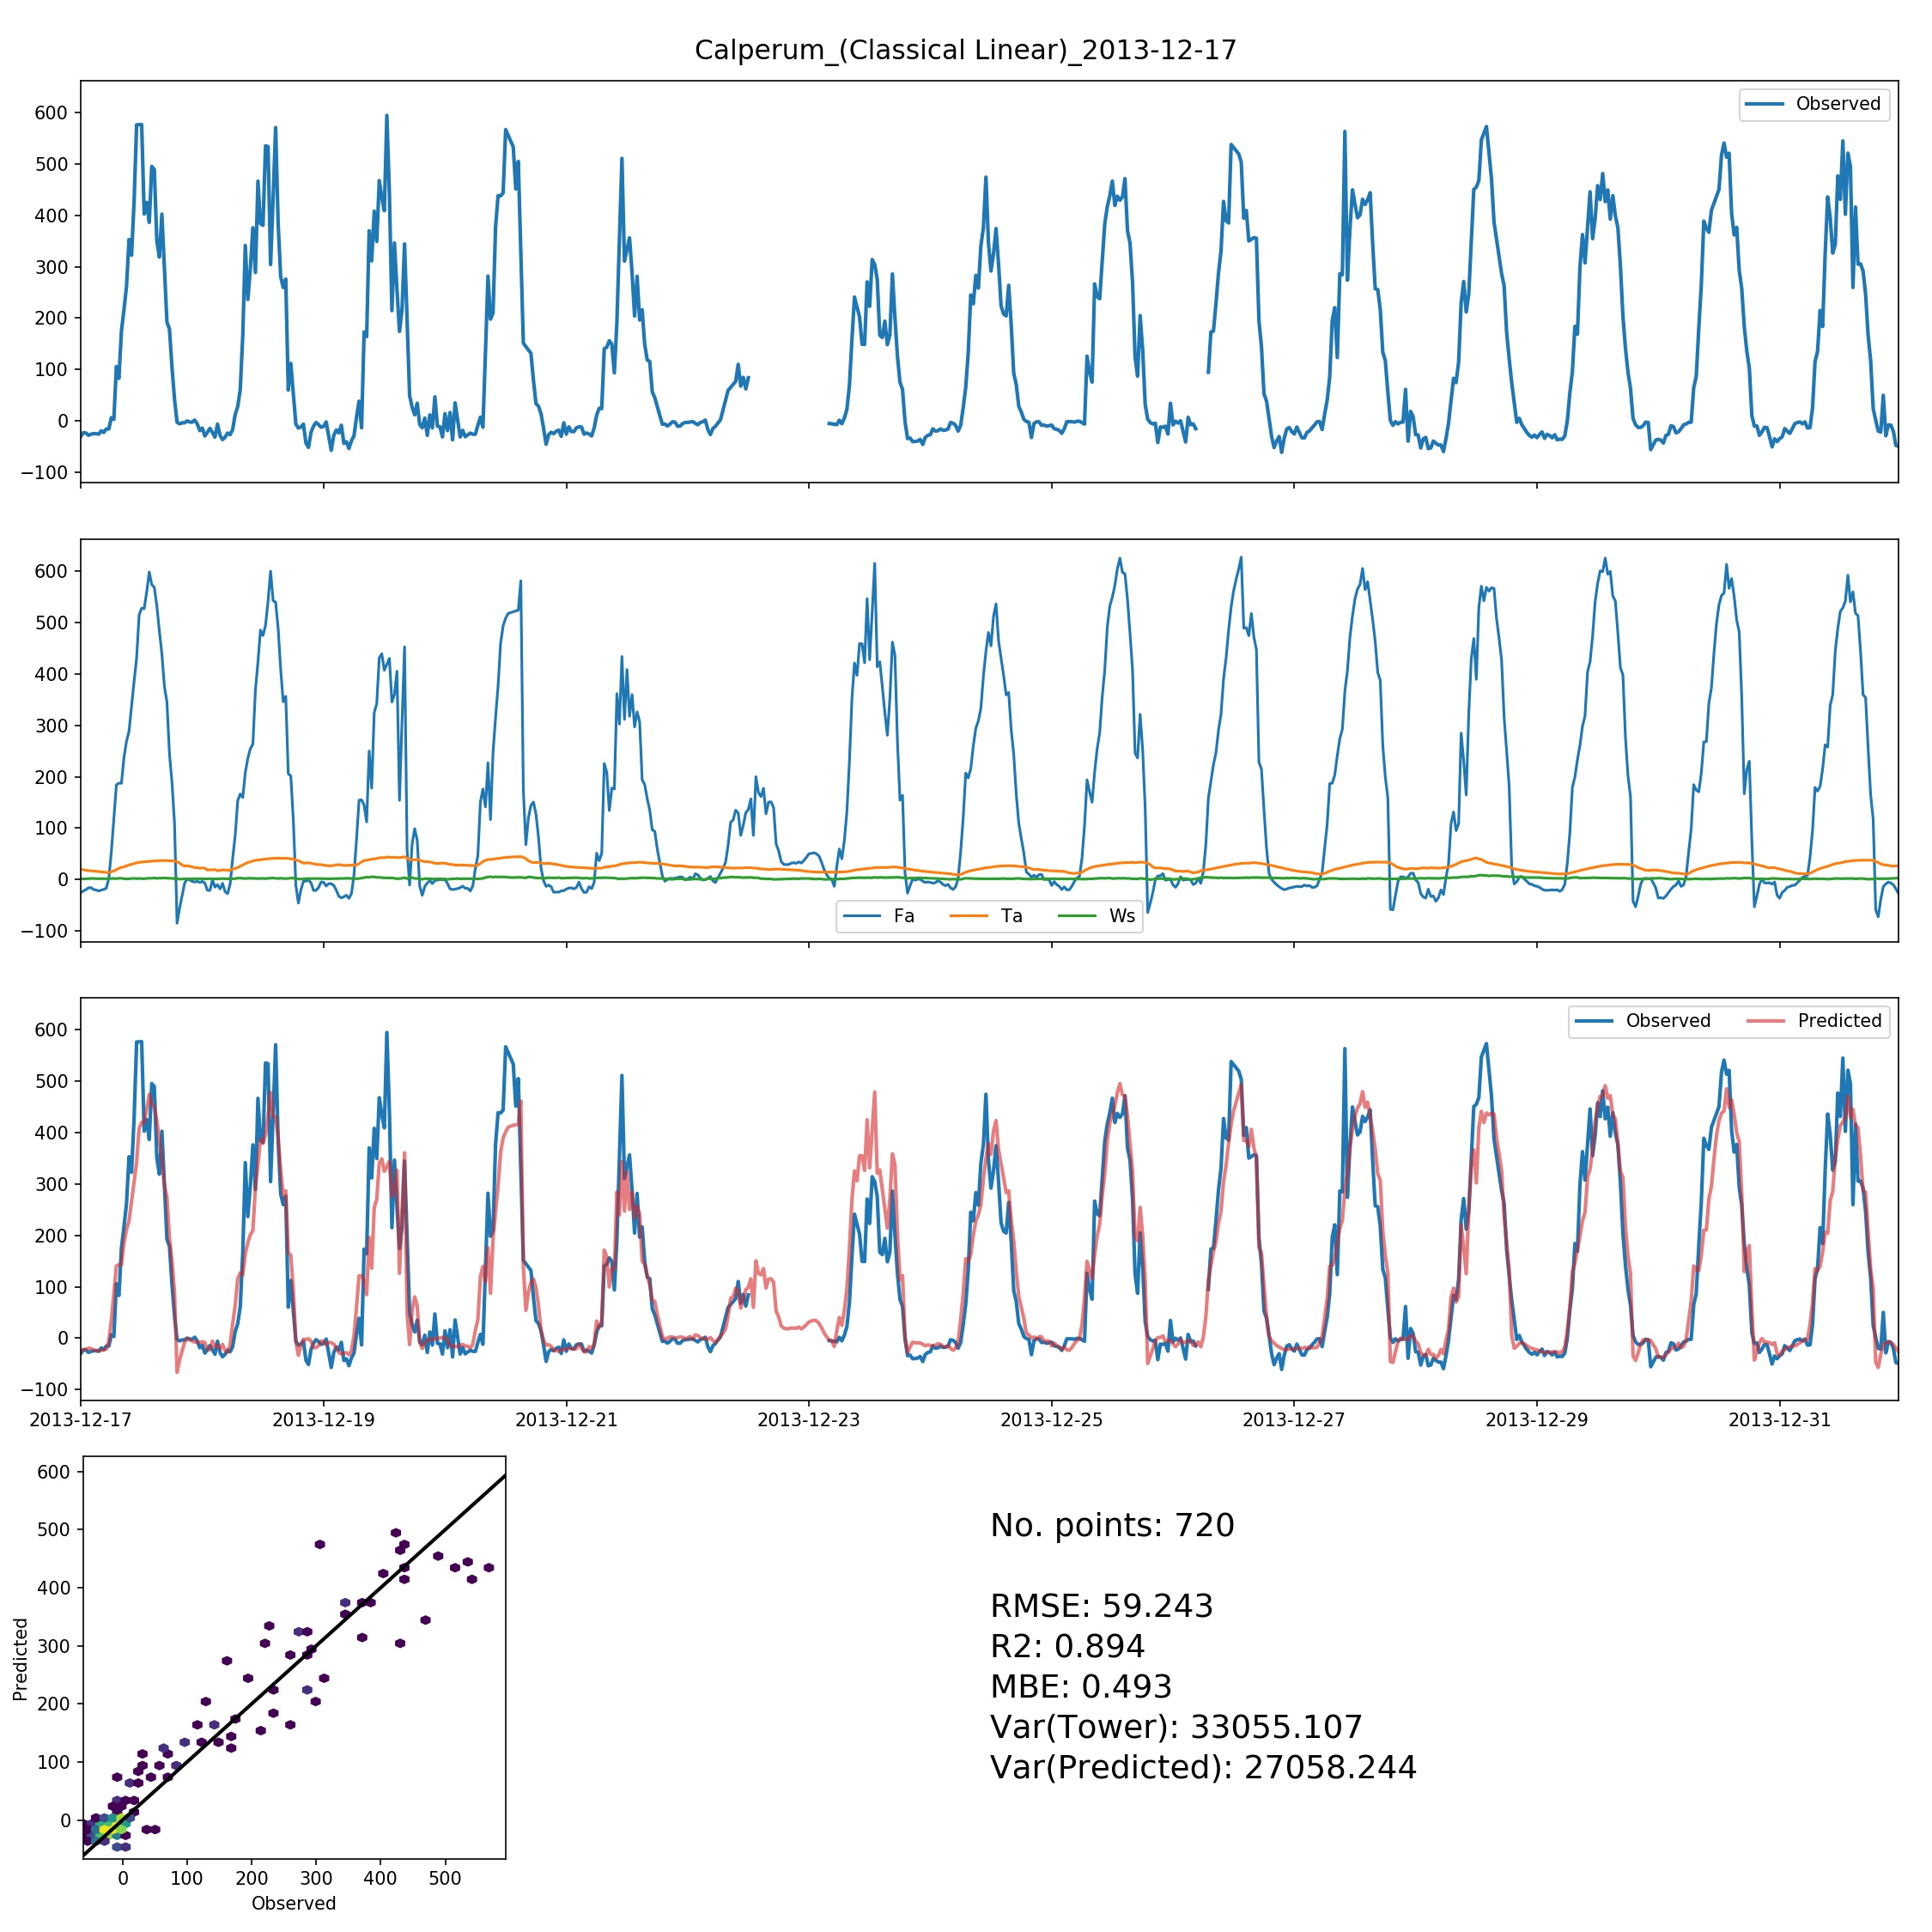 Calperum_(Classical Linear)_2013-12-17
600
500
400
300
200
100
0
−100
Observed
600
500
400
300
200
100
0
−100
Fa Ta Ws
600
500
400
300
200
100
0
−100
Observed Predicted
2013-12-17 2013-12-19 2013-12-21 2013-12-23 2013-12-25 2013-12-27 2013-12-29 2013-12-31
600
500
400
300
200
100
0
Predicted
0 100 200 300 400 500
Observed
No. points: 720
RMSE: 59.243
R2: 0.894
MBE: 0.493
Var(Tower): 33055.107
Var(Predicted): 27058.244